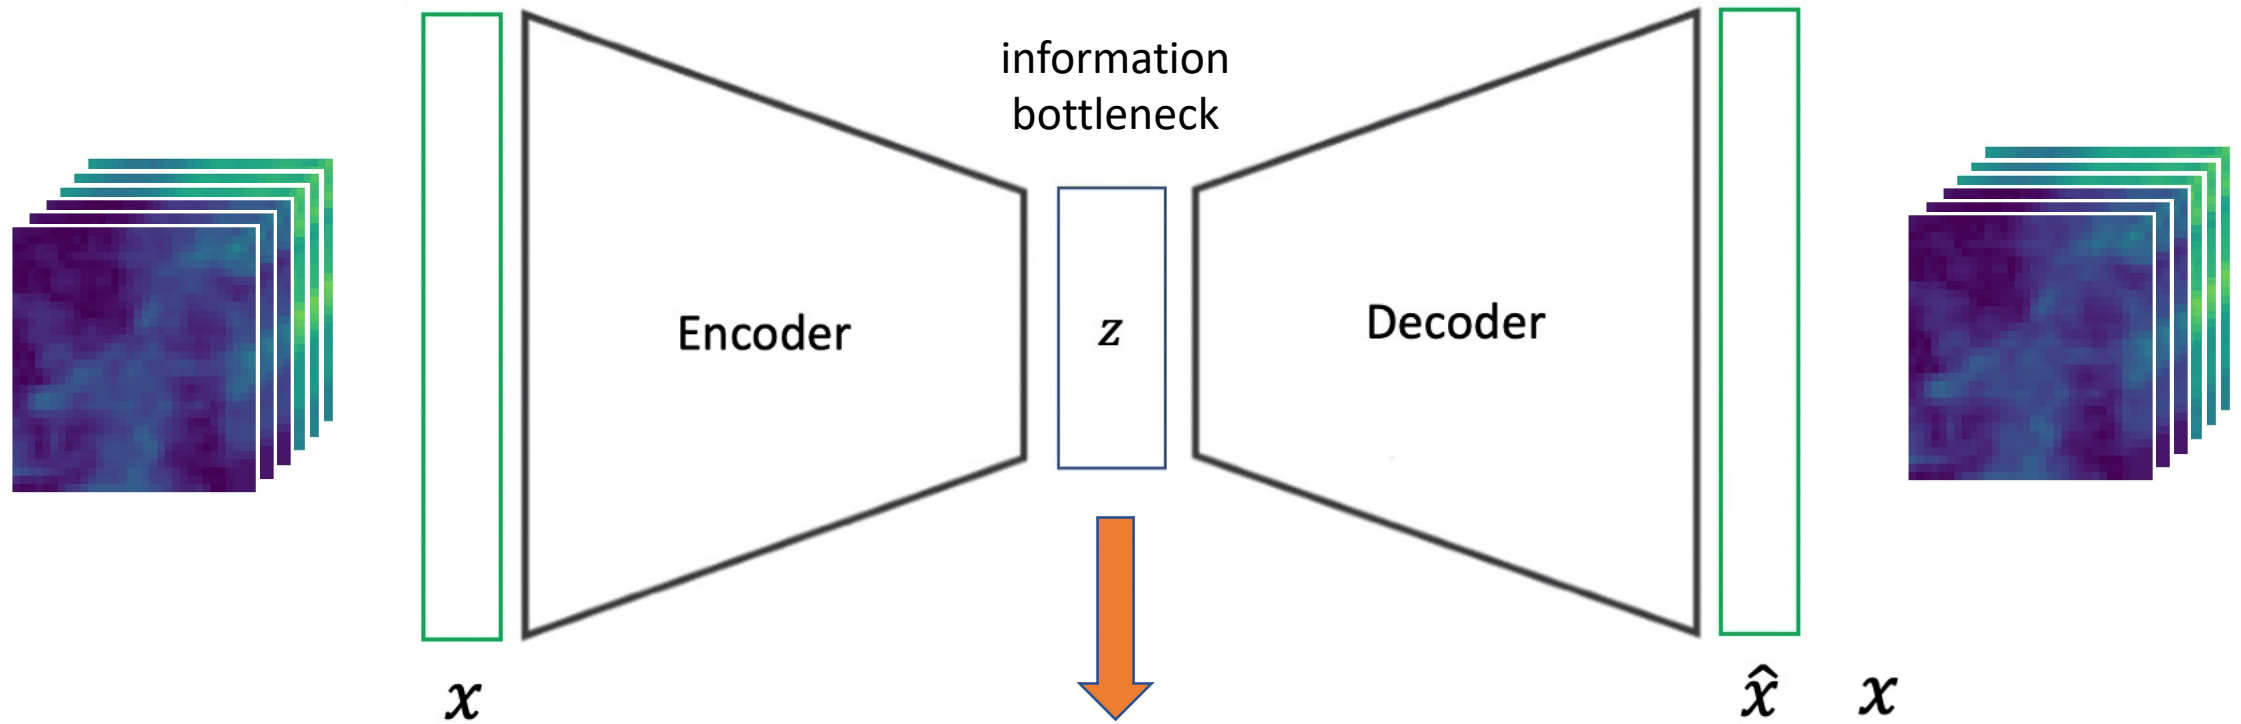 information
bottleneck
Encoder
z
Decoder
x
x̂
x